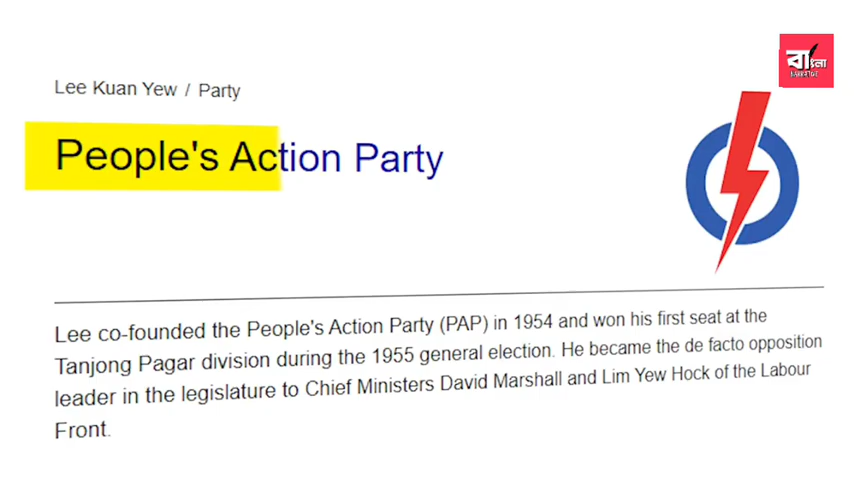 বাংলা
Lee Kuan Yew / Party
People's Action Party
Lee co-founded the People's Action Party (PAP) in 1954 and won his first seat at the
Tanjong Pagar division during the 1955 general election. He became the de facto opposition
leader in the legislature to Chief Ministers David Marshall and Lim Yew Hock of the Labour
Front.